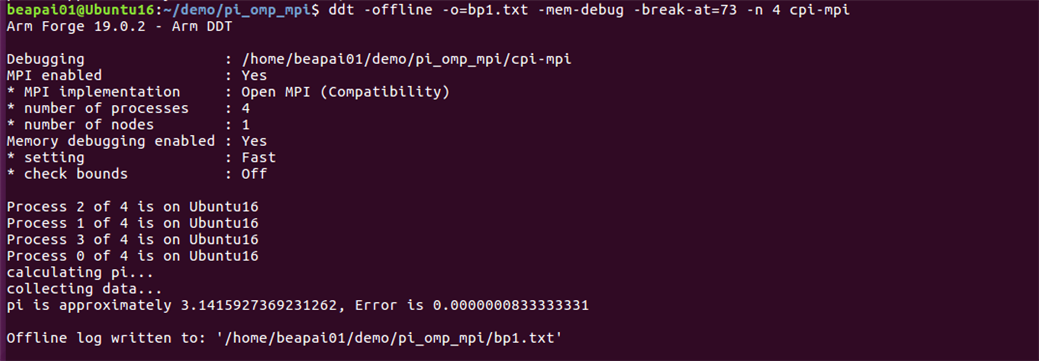 beapai01@Ubuntu16:~/demo/pi_omp_mpi$ ddt -offline -o=bp1.txt -mem-debug -break-at=73 -n 4 cpi-mpi
Arm Forge 19.0.2 - Arm DDT
Debugging : /home/beapai01/demo/pi_omp_mpi/cpi-mpi
MPI enabled : Yes
* MPI implementation : Open MPI (Compatibility)
* number of processes : 4
* number of nodes : 1
Memory debugging enabled : Yes
* setting : Fast
* check bounds : Off
Process 2 of 4 is on Ubuntu16
Process 1 of 4 is on Ubuntu16
Process 3 of 4 is on Ubuntu16
Process 0 of 4 is on Ubuntu16
calculating pi...
collecting data...
pi is approximately 3.1415927369231262, Error is 0.0000000833333331
Offline log written to: '/home/beapai01/demo/pi_omp_mpi/bp1.txt'